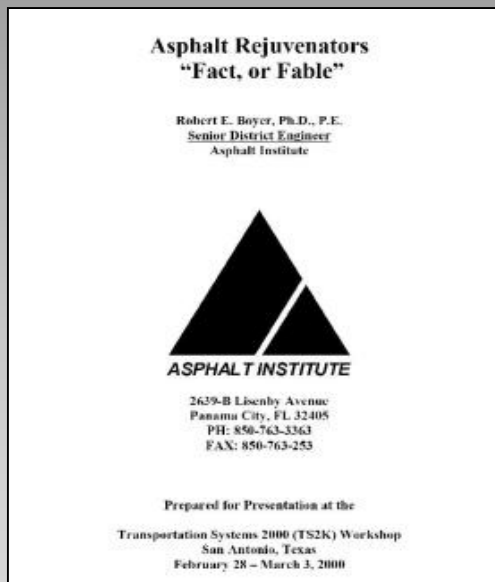 Asphalt Rejuvenators
“Fact, or Fable”
Robert E. Boyer, Ph.D., P.E.
Senior District Engineer
Asphalt Institute
ASPHALT INSTITUTE
2639-B Lisenby Avenue
Panama City, FL 32405
PH: 850-763-3363
FAX: 850-763-253
Prepared for Presentation at the
Transportation Systems 2000 (TS2K) Workshop
San Antonio, Texas
February 28 – March 3, 2000